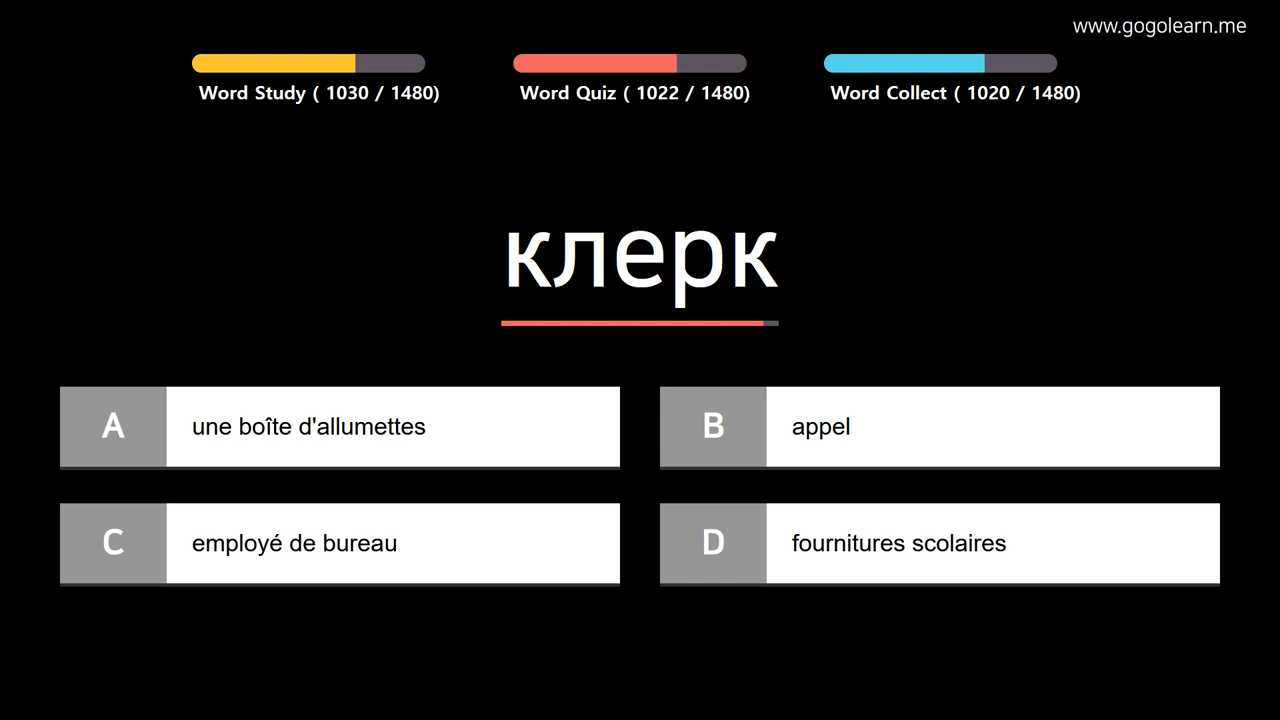 www.gogolearn.me
Word Study ( 1030 / 1480)
Word Quiz ( 1022 / 1480)
Word Collect ( 1020 / 1480)
клерк
A une boîte d'allumettes
B appel
C employé de bureau
D fournitures scolaires